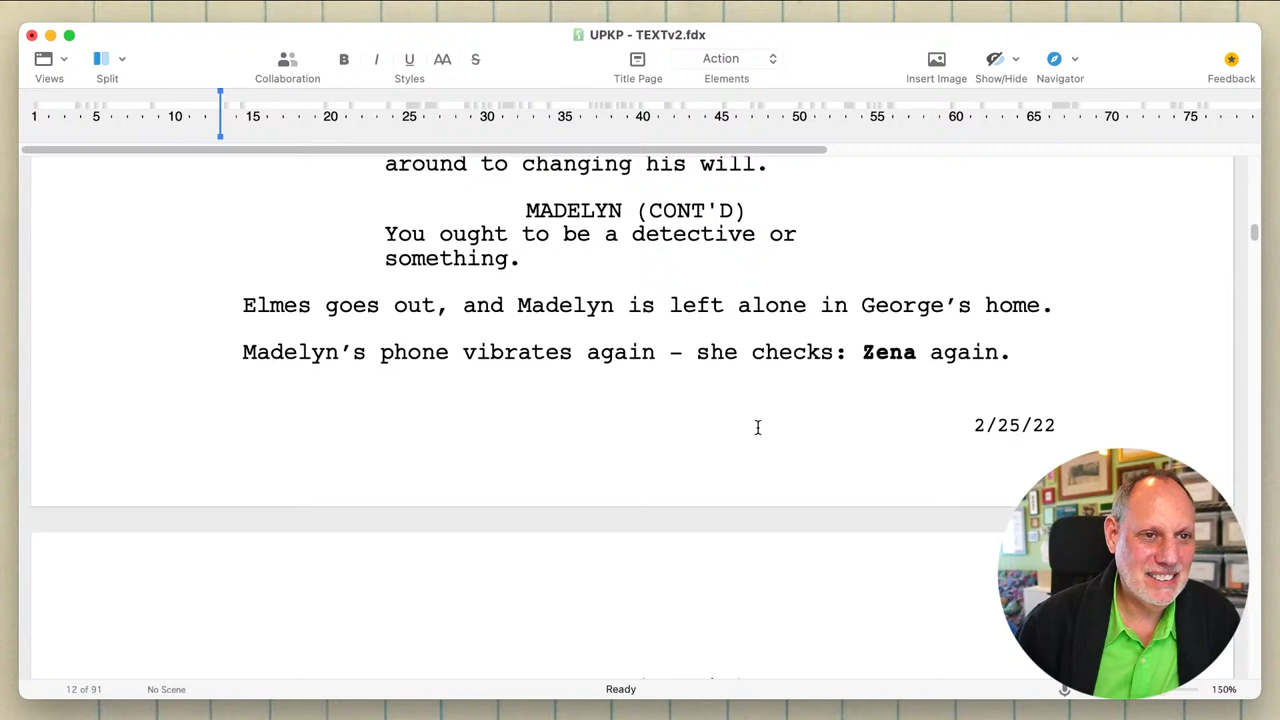 UPKP - TEXTv2.fdx
B I U AA S Action
Views Split Collaboration Styles Title Page Elements Insert Image Show/Hide Navigator Feedback
1 5 10 15 20 25 30 35 40 45 50 55 60 65 70 75
around to changing his will.
MADELYN (CONT'D)
You ought to be a detective or
something.
Elmes goes out, and Madelyn is left alone in George’s home.
Madelyn’s phone vibrates again – she checks: Zena again.
2/25/22
12 of 91 No Scene Ready 150%